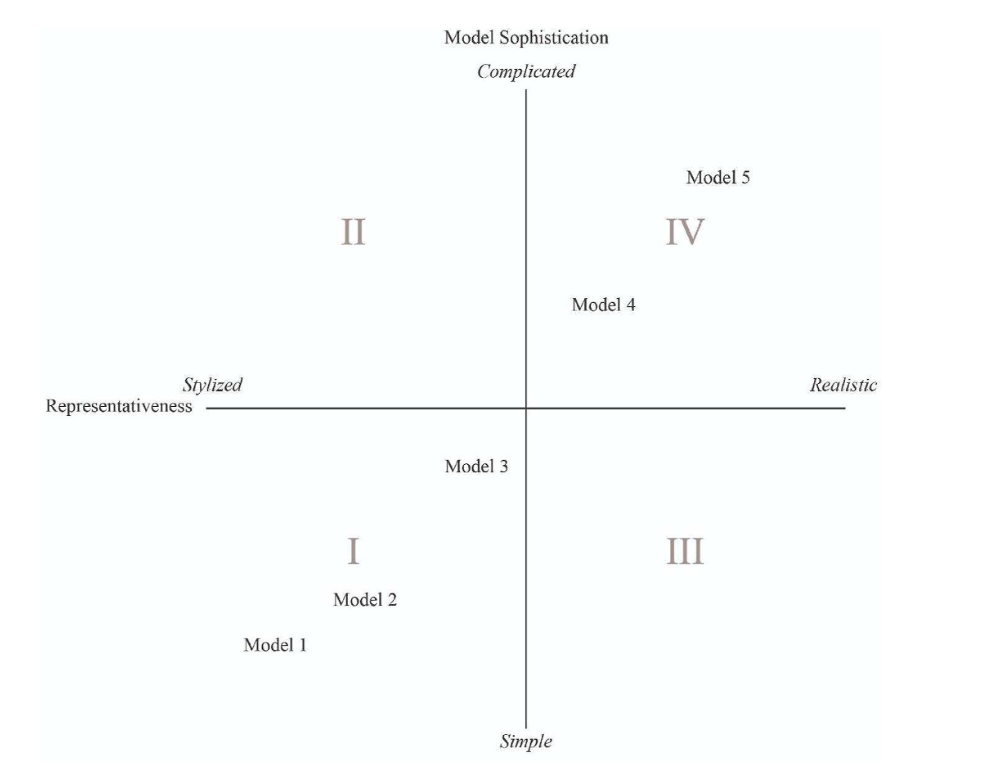 Model Sophistication
Complicated
Model 5
II
IV
Model 4
Stylized
Realistic
Representativeness
Model 3
I
III
Model 2
Model 1
Simple